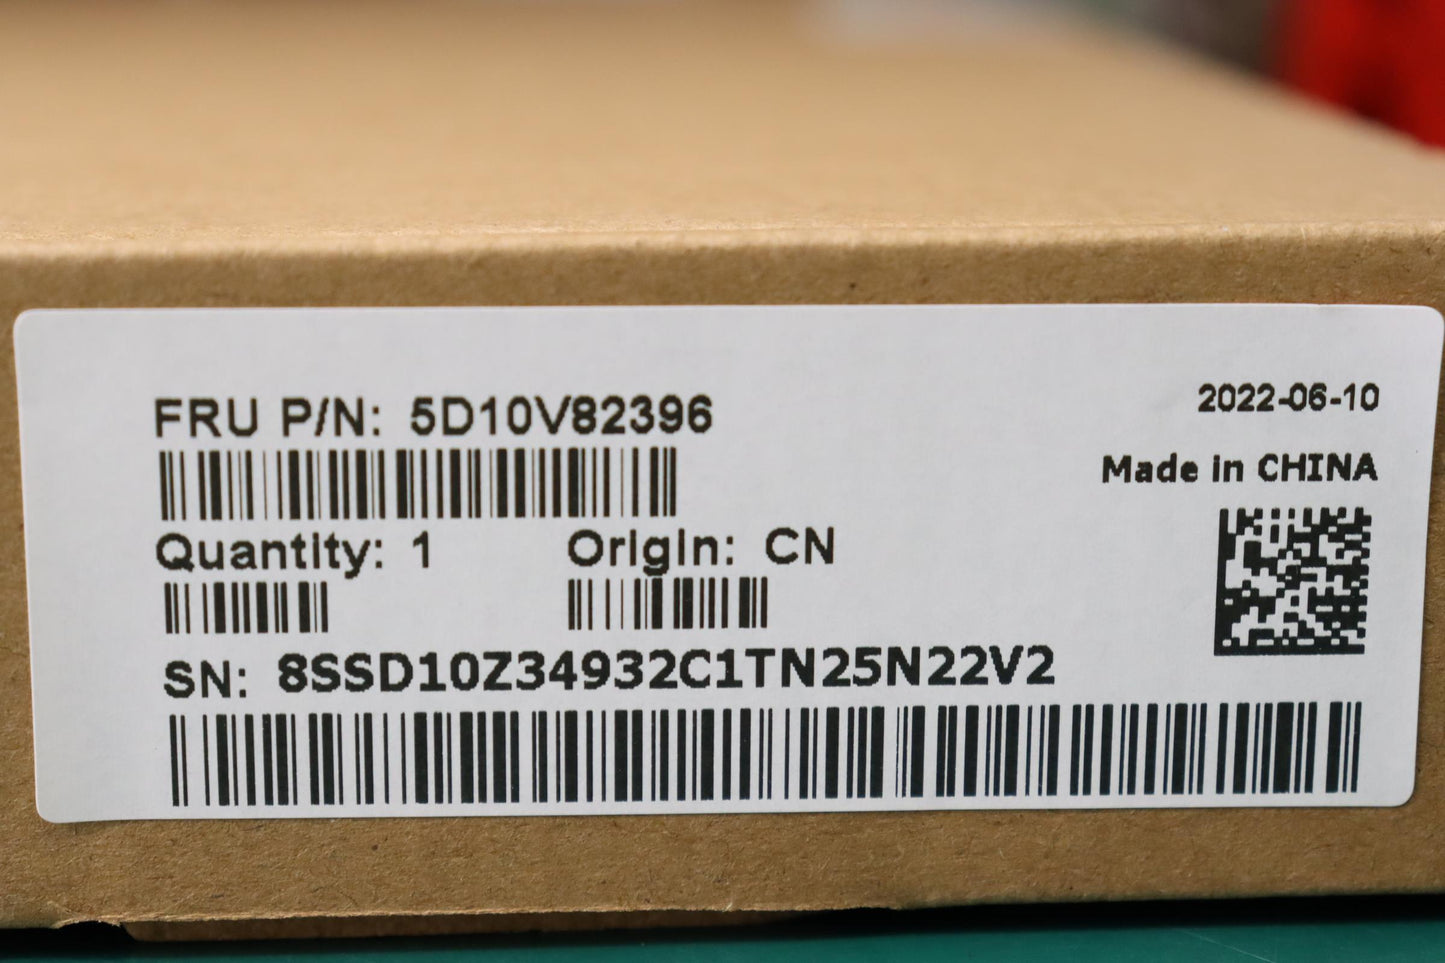 FRU P/N: 5D10V82396
2022-06-10
Made in CHINA
Quantity: 1 Origin: CN
SN: 8SSD10Z34932C1TN25N22V2